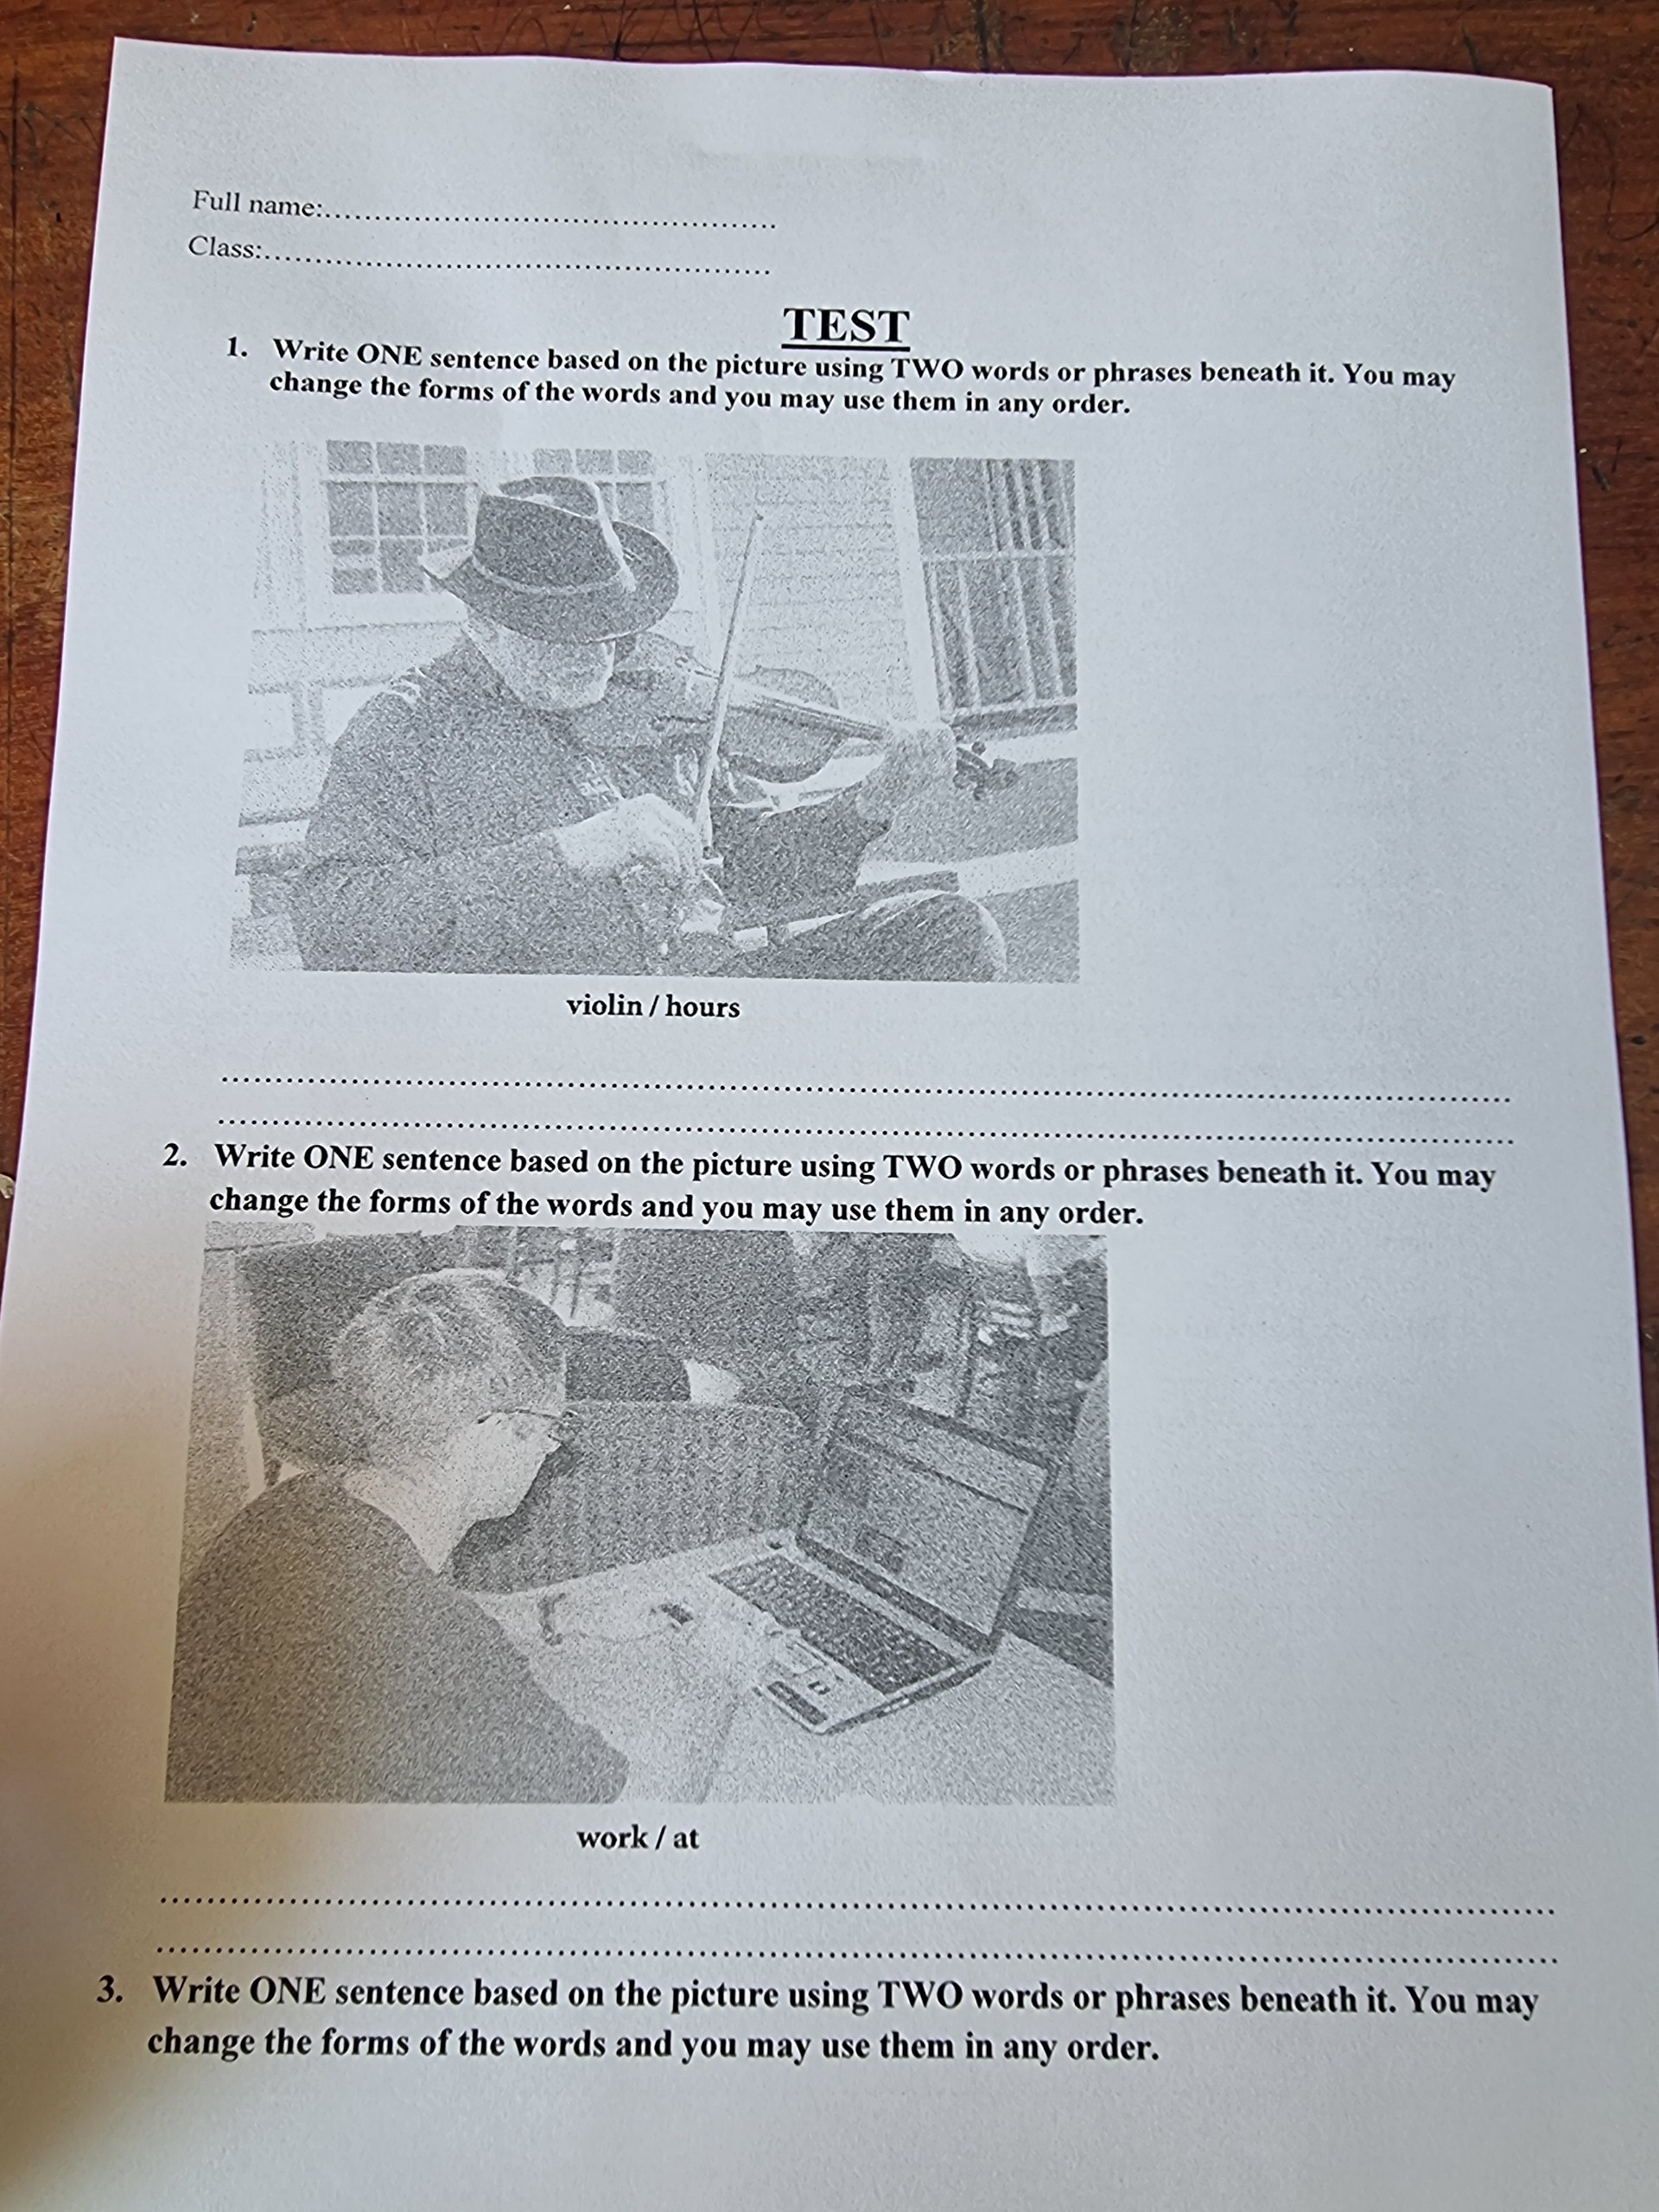 Full name:..........................................................
Class:..................................................................
TEST
1. Write ONE sentence based on the picture using TWO words or phrases beneath it. You may
change the forms of the words and you may use them in any order.
violin / hours
2. Write ONE sentence based on the picture using TWO words or phrases beneath it. You may
change the forms of the words and you may use them in any order.
work / at
3. Write ONE sentence based on the picture using TWO words or phrases beneath it. You may
change the forms of the words and you may use them in any order.